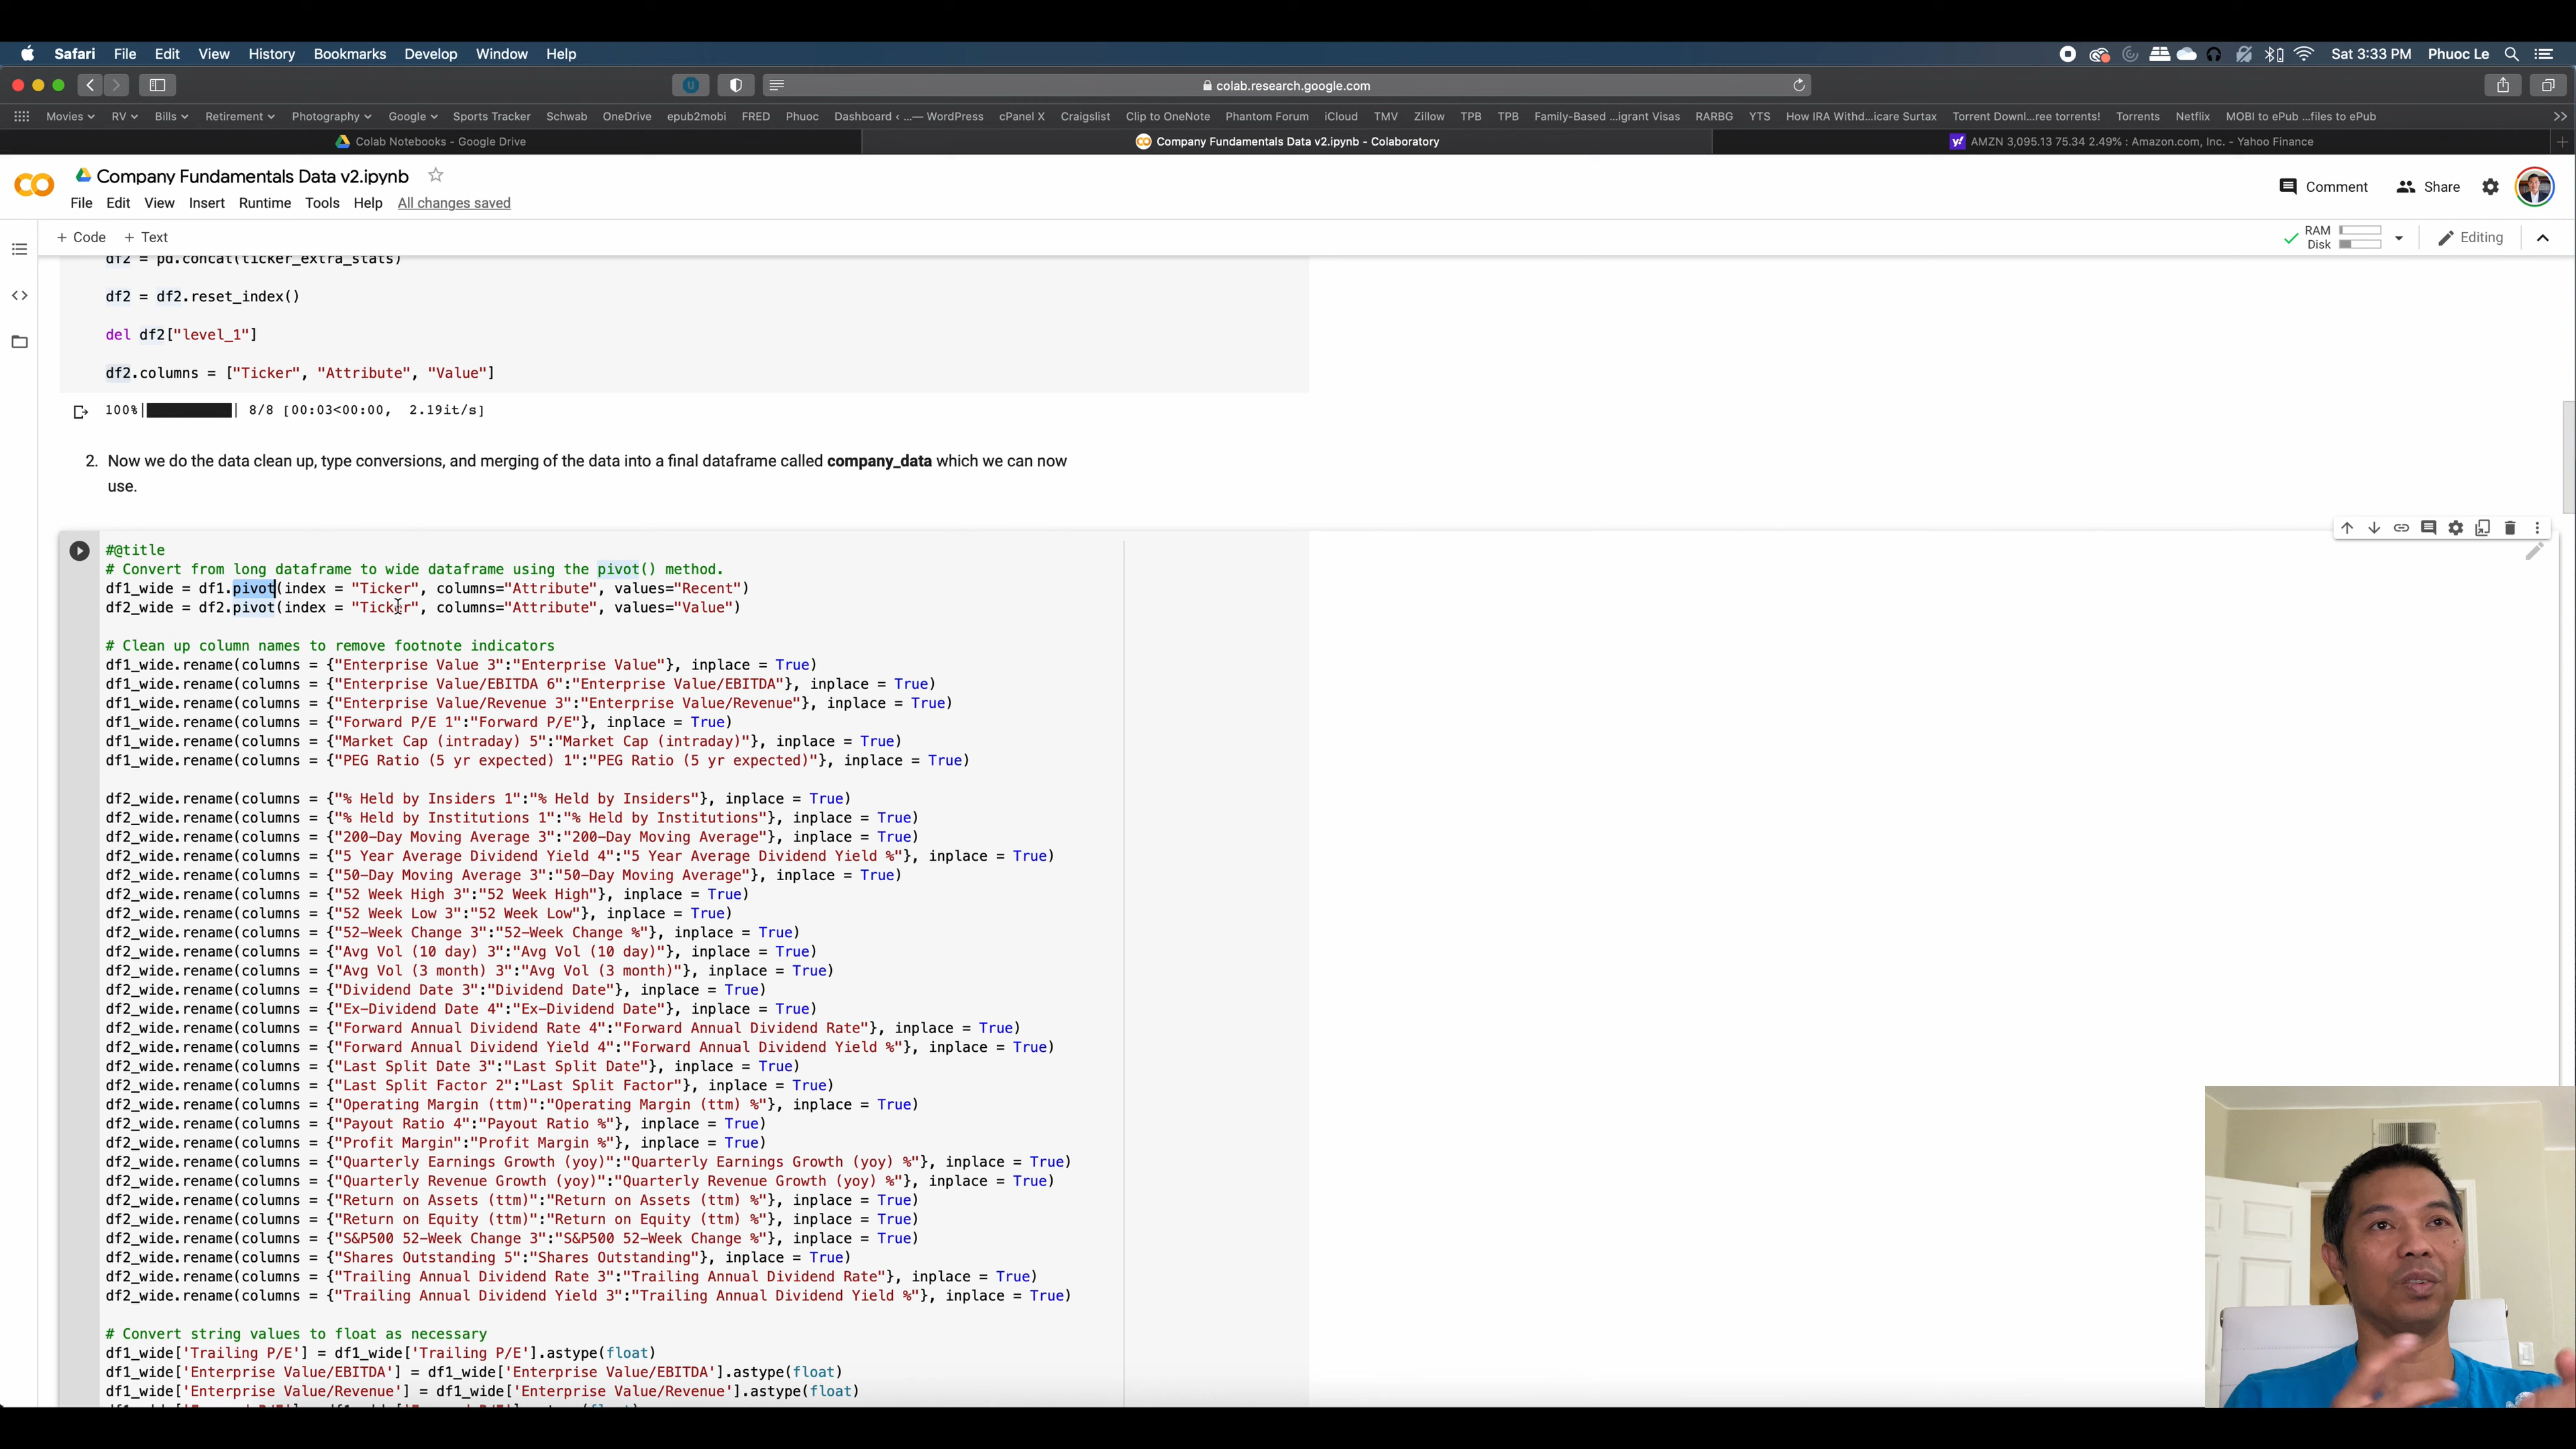 Safari File Edit View History Bookmarks Develop Window Help Sat 3:33 PM Phuoc Le
colab.research.google.com
Movies RV Bills Retirement Photography Google Sports Tracker Schwab OneDrive epub2mobi FRED Phuoc Dashboard ‹ ...— WordPress cPanel X Craigslist Clip to OneNote Phantom Forum iCloud TMV Zillow TPB TPB Family-Based ...igrant Visas RARBG YTS How IRA Withd...icare Surtax Torrent Downl...ree torrents! Torrents Netflix MOBI to ePub ...files to ePub
Colab Notebooks - Google Drive Company Fundamentals Data v2.ipynb - Colaboratory AMZN 3,095.13 75.34 2.49% : Amazon.com, Inc. - Yahoo Finance
Company Fundamentals Data v2.ipynb
Comment Share
File Edit View Insert Runtime Tools Help All changes saved
+ Code + Text RAM Disk Editing
df2 = pd.concat(ticker_extra_stats)
df2 = df2.reset_index()
del df2["level_1"]
df2.columns = ["Ticker", "Attribute", "Value"]
100%| | 8/8 [00:03<00:00, 2.19it/s]
2. Now we do the data clean up, type conversions, and merging of the data into a final dataframe called company_data which we can now
use.
#@title
# Convert from long dataframe to wide dataframe using the pivot() method.
df1_wide = df1.pivot(index = "Ticker", columns="Attribute", values="Recent")
df2_wide = df2.pivot(index = "Ticker", columns="Attribute", values="Value")
# Clean up column names to remove footnote indicators
df1_wide.rename(columns = {"Enterprise Value 3":"Enterprise Value"}, inplace = True)
df1_wide.rename(columns = {"Enterprise Value/EBITDA 6":"Enterprise Value/EBITDA"}, inplace = True)
df1_wide.rename(columns = {"Enterprise Value/Revenue 3":"Enterprise Value/Revenue"}, inplace = True)
df1_wide.rename(columns = {"Forward P/E 1":"Forward P/E"}, inplace = True)
df1_wide.rename(columns = {"Market Cap (intraday) 5":"Market Cap (intraday)"}, inplace = True)
df1_wide.rename(columns = {"PEG Ratio (5 yr expected) 1":"PEG Ratio (5 yr expected)"}, inplace = True)
df2_wide.rename(columns = {"% Held by Insiders 1":"% Held by Insiders"}, inplace = True)
df2_wide.rename(columns = {"% Held by Institutions 1":"% Held by Institutions"}, inplace = True)
df2_wide.rename(columns = {"200-Day Moving Average 3":"200-Day Moving Average"}, inplace = True)
df2_wide.rename(columns = {"5 Year Average Dividend Yield 4":"5 Year Average Dividend Yield %"}, inplace = True)
df2_wide.rename(columns = {"50-Day Moving Average 3":"50-Day Moving Average"}, inplace = True)
df2_wide.rename(columns = {"52 Week High 3":"52 Week High"}, inplace = True)
df2_wide.rename(columns = {"52 Week Low 3":"52 Week Low"}, inplace = True)
df2_wide.rename(columns = {"52-Week Change 3":"52-Week Change %"}, inplace = True)
df2_wide.rename(columns = {"Avg Vol (10 day) 3":"Avg Vol (10 day)"}, inplace = True)
df2_wide.rename(columns = {"Avg Vol (3 month) 3":"Avg Vol (3 month)"}, inplace = True)
df2_wide.rename(columns = {"Dividend Date 3":"Dividend Date"}, inplace = True)
df2_wide.rename(columns = {"Ex-Dividend Date 4":"Ex-Dividend Date"}, inplace = True)
df2_wide.rename(columns = {"Forward Annual Dividend Rate 4":"Forward Annual Dividend Rate"}, inplace = True)
df2_wide.rename(columns = {"Forward Annual Dividend Yield 4":"Forward Annual Dividend Yield %"}, inplace = True)
df2_wide.rename(columns = {"Last Split Date 3":"Last Split Date"}, inplace = True)
df2_wide.rename(columns = {"Last Split Factor 2":"Last Split Factor"}, inplace = True)
df2_wide.rename(columns = {"Operating Margin (ttm)":"Operating Margin (ttm) %"}, inplace = True)
df2_wide.rename(columns = {"Payout Ratio 4":"Payout Ratio %"}, inplace = True)
df2_wide.rename(columns = {"Profit Margin":"Profit Margin %"}, inplace = True)
df2_wide.rename(columns = {"Quarterly Earnings Growth (yoy)":"Quarterly Earnings Growth (yoy) %"}, inplace = True)
df2_wide.rename(columns = {"Quarterly Revenue Growth (yoy)":"Quarterly Revenue Growth (yoy) %"}, inplace = True)
df2_wide.rename(columns = {"Return on Assets (ttm)":"Return on Assets (ttm) %"}, inplace = True)
df2_wide.rename(columns = {"Return on Equity (ttm)":"Return on Equity (ttm) %"}, inplace = True)
df2_wide.rename(columns = {"S&P500 52-Week Change 3":"S&P500 52-Week Change %"}, inplace = True)
df2_wide.rename(columns = {"Shares Outstanding 5":"Shares Outstanding"}, inplace = True)
df2_wide.rename(columns = {"Trailing Annual Dividend Rate 3":"Trailing Annual Dividend Rate"}, inplace = True)
df2_wide.rename(columns = {"Trailing Annual Dividend Yield 3":"Trailing Annual Dividend Yield %"}, inplace = True)
# Convert string values to float as necessary
df1_wide['Trailing P/E'] = df1_wide['Trailing P/E'].astype(float)
df1_wide['Enterprise Value/EBITDA'] = df1_wide['Enterprise Value/EBITDA'].astype(float)
df1_wide['Enterprise Value/Revenue'] = df1_wide['Enterprise Value/Revenue'].astype(float)